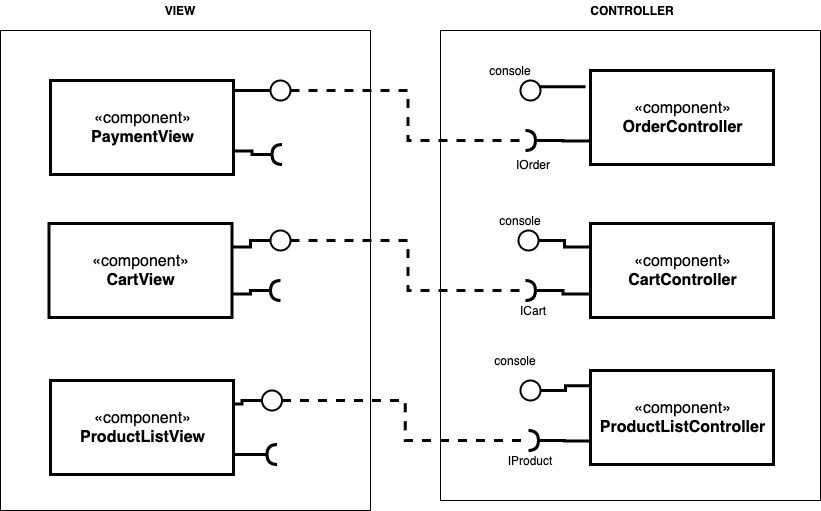 VIEW
CONTROLLER
«component»
PaymentView
«component»
CartView
«component»
ProductListView
console
«component»
OrderController
IOrder
console
«component»
CartController
ICart
console
«component»
ProductListController
IProduct